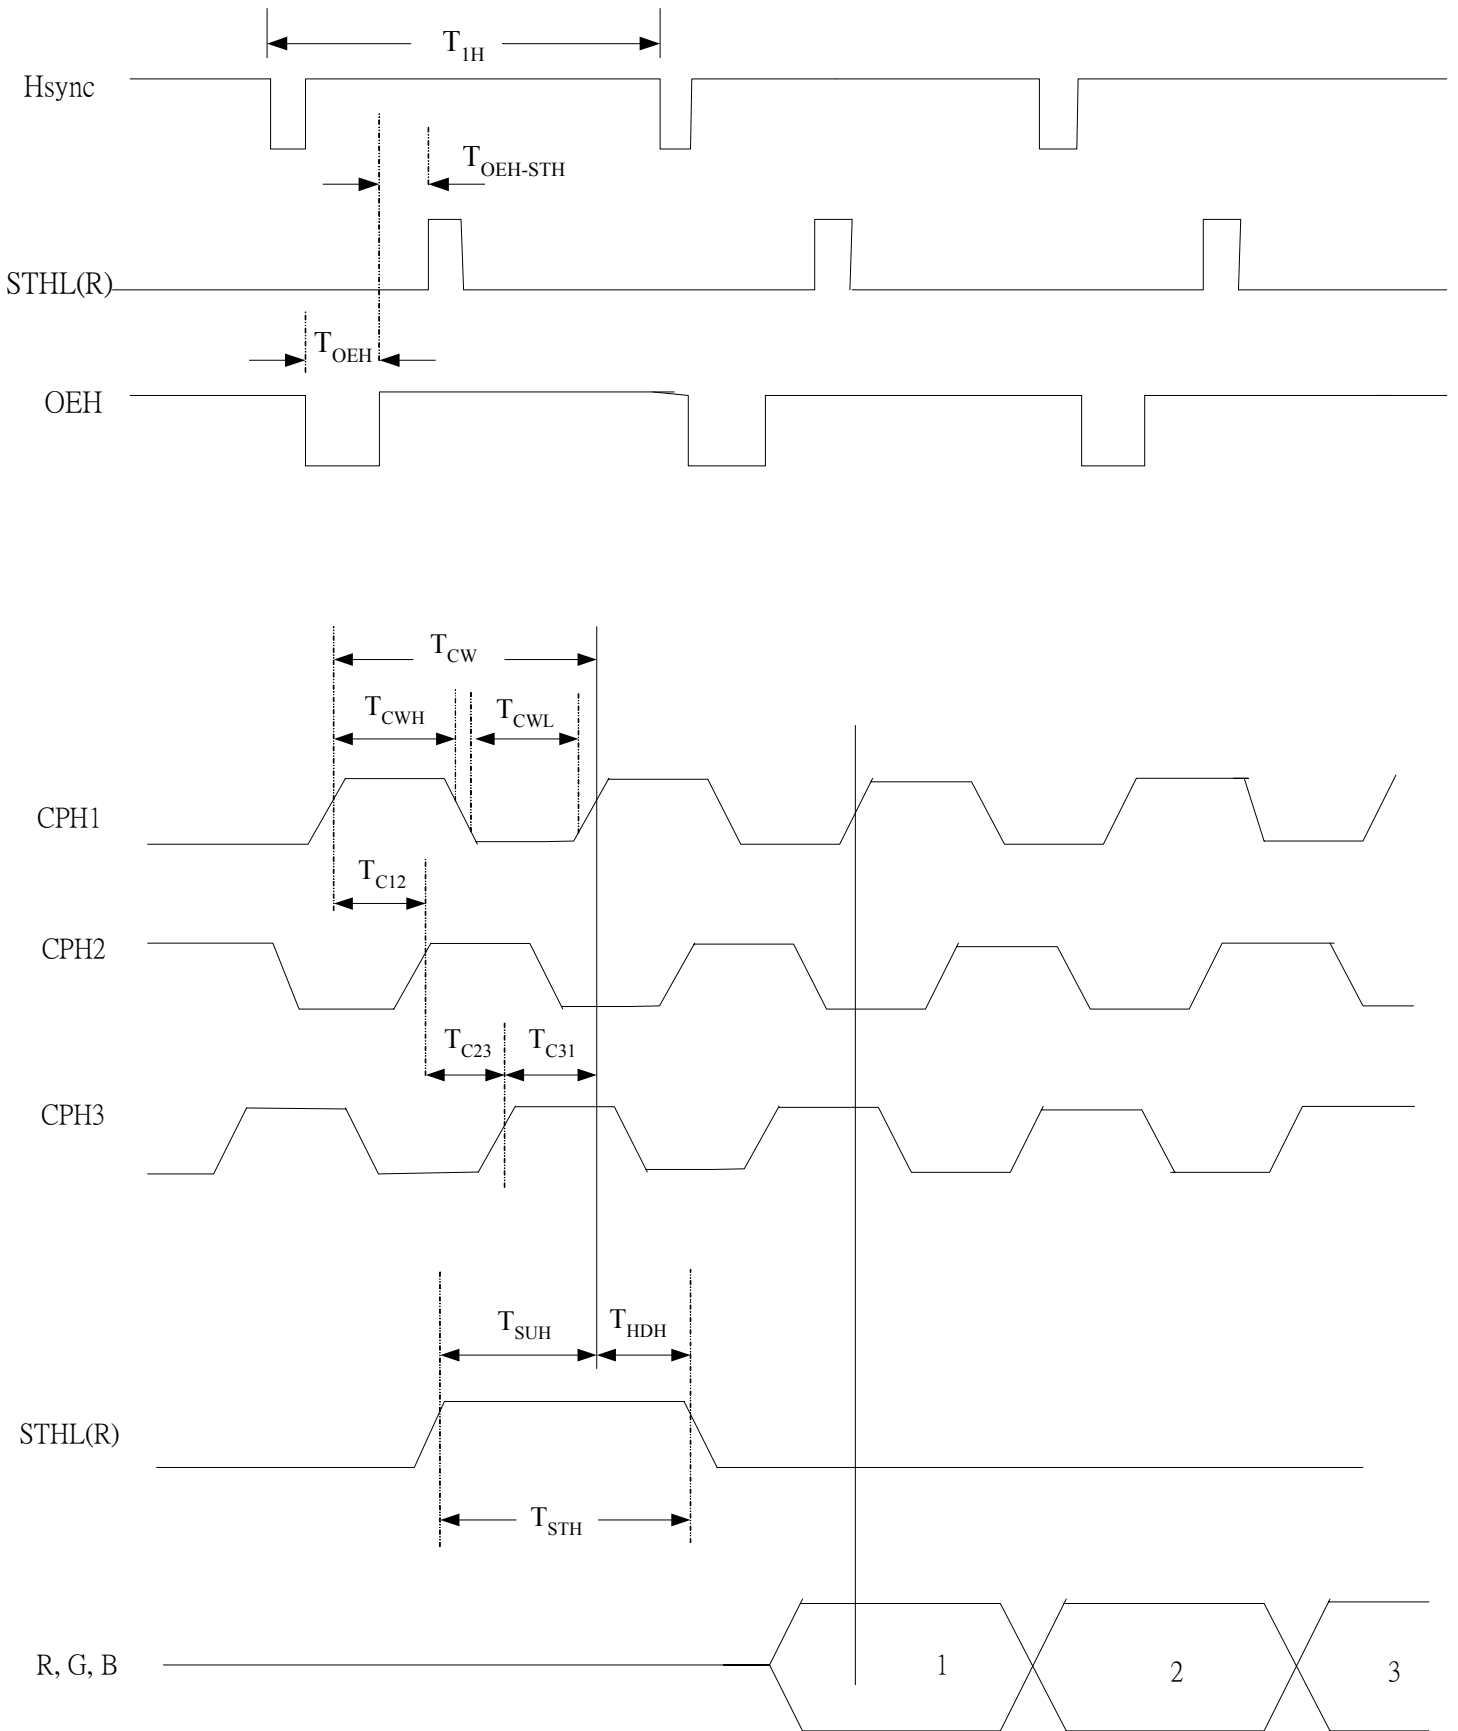 T1H
Hsync
TOEH-STH
STHL(R)
TOEH
OEH
TCW
TCWH TCWL
CPH1
TC12
CPH2
TC23 TC31
CPH3
TSUH THDH
STHL(R)
TSTH
R, G, B 1 2 3